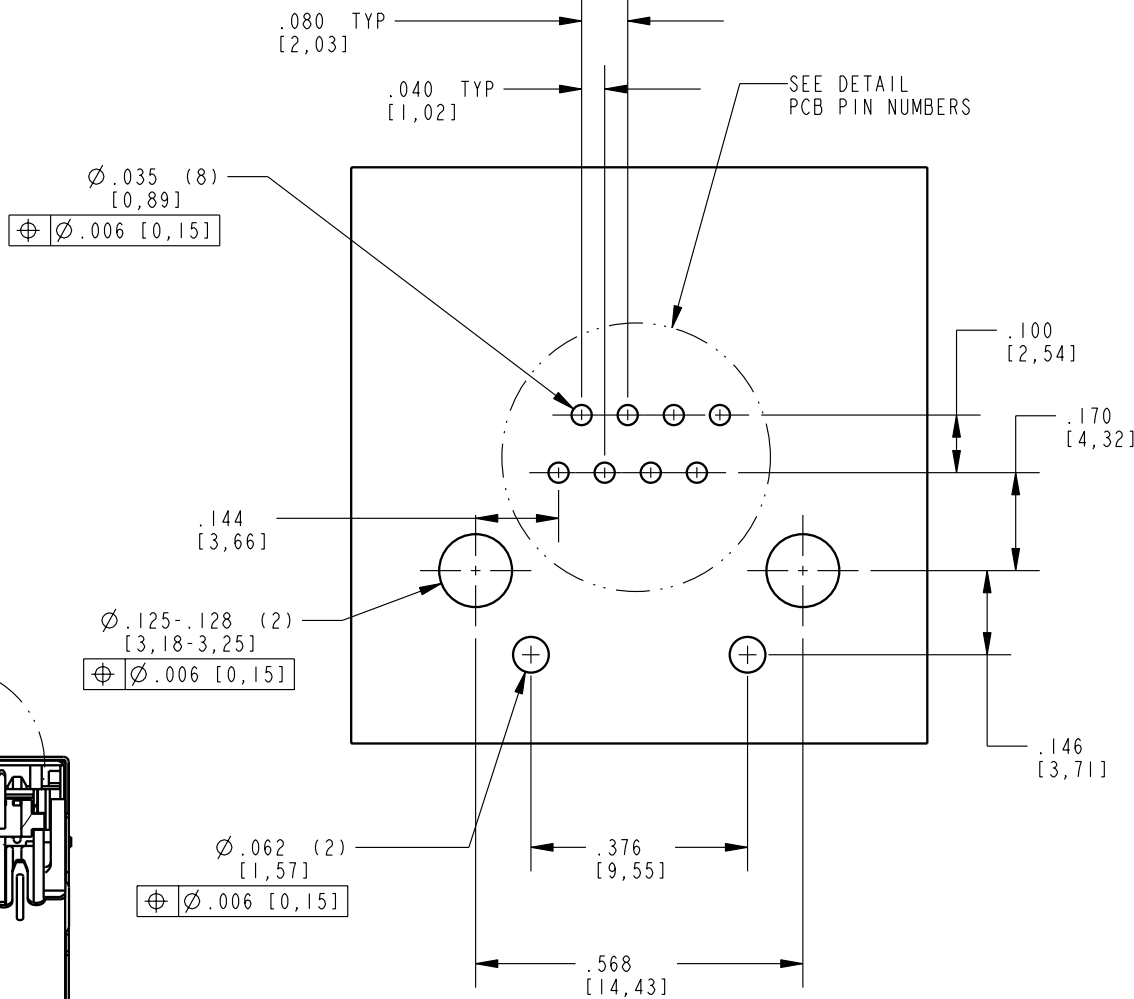 .080 TYP
[2,03]
.040 TYP
[1,02]
SEE DETAIL
PCB PIN NUMBERS
Ø.035 (8)
[0,89]
⌖ Ø.006 [0,15]
.100
[2,54]
.170
[4,32]
.144
[3,66]
Ø.125-.128 (2)
[3,18-3,25]
⌖ Ø.006 [0,15]
.146
[3,71]
Ø.062 (2)
[1,57]
⌖ Ø.006 [0,15]
.376
[9,55]
.568
[14,43]